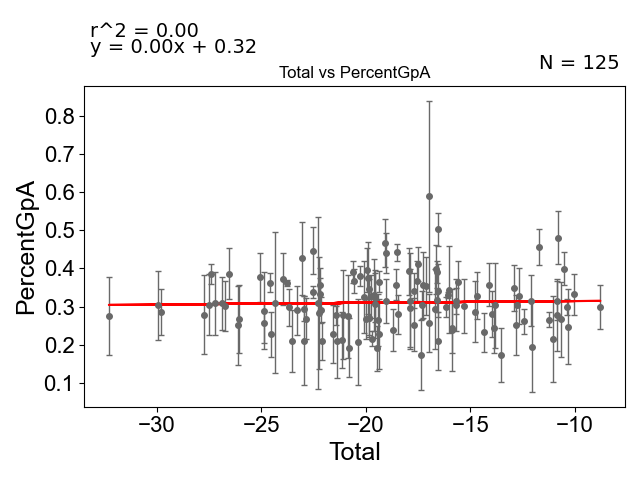 r^2 = 0.00
y = 0.00x + 0.32
N = 125
Total vs PercentGpA
PercentGpA
0.8
0.7
0.6
0.5
0.4
0.3
0.2
0.1
−30 −25 −20 −15 −10
Total